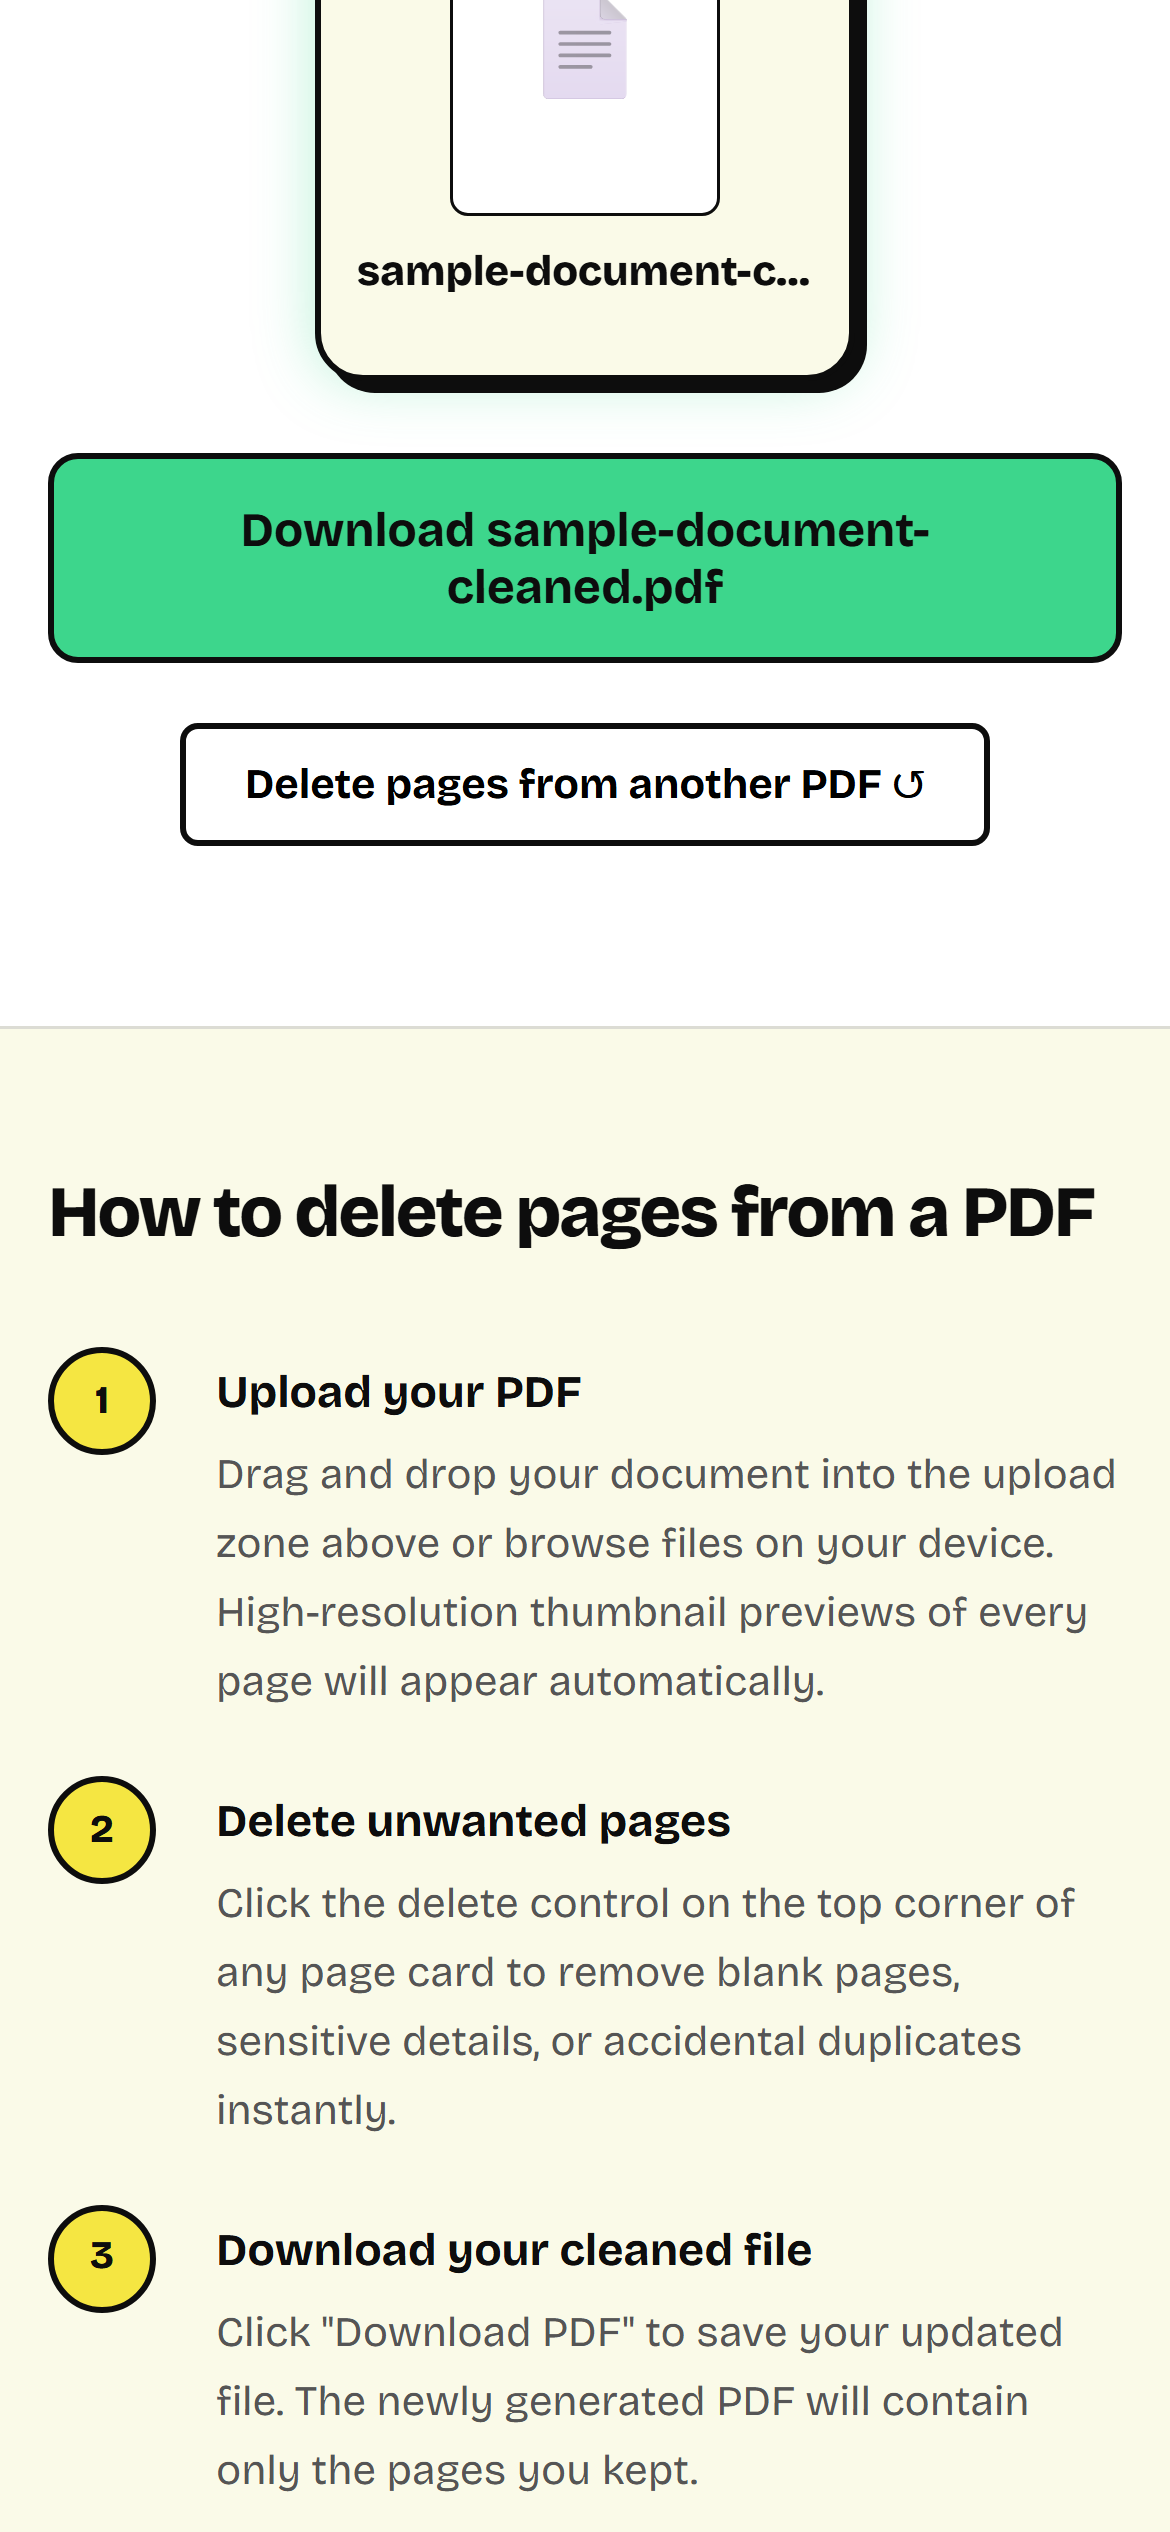 sample-document-c...
Download sample-document-
cleaned.pdf
Delete pages from another PDF ↺
How to delete pages from a PDF
1
Upload your PDF
Drag and drop your document into the upload
zone above or browse files on your device.
High-resolution thumbnail previews of every
page will appear automatically.
2
Delete unwanted pages
Click the delete control on the top corner of
any page card to remove blank pages,
sensitive details, or accidental duplicates
instantly.
3
Download your cleaned file
Click "Download PDF" to save your updated
file. The newly generated PDF will contain
only the pages you kept.